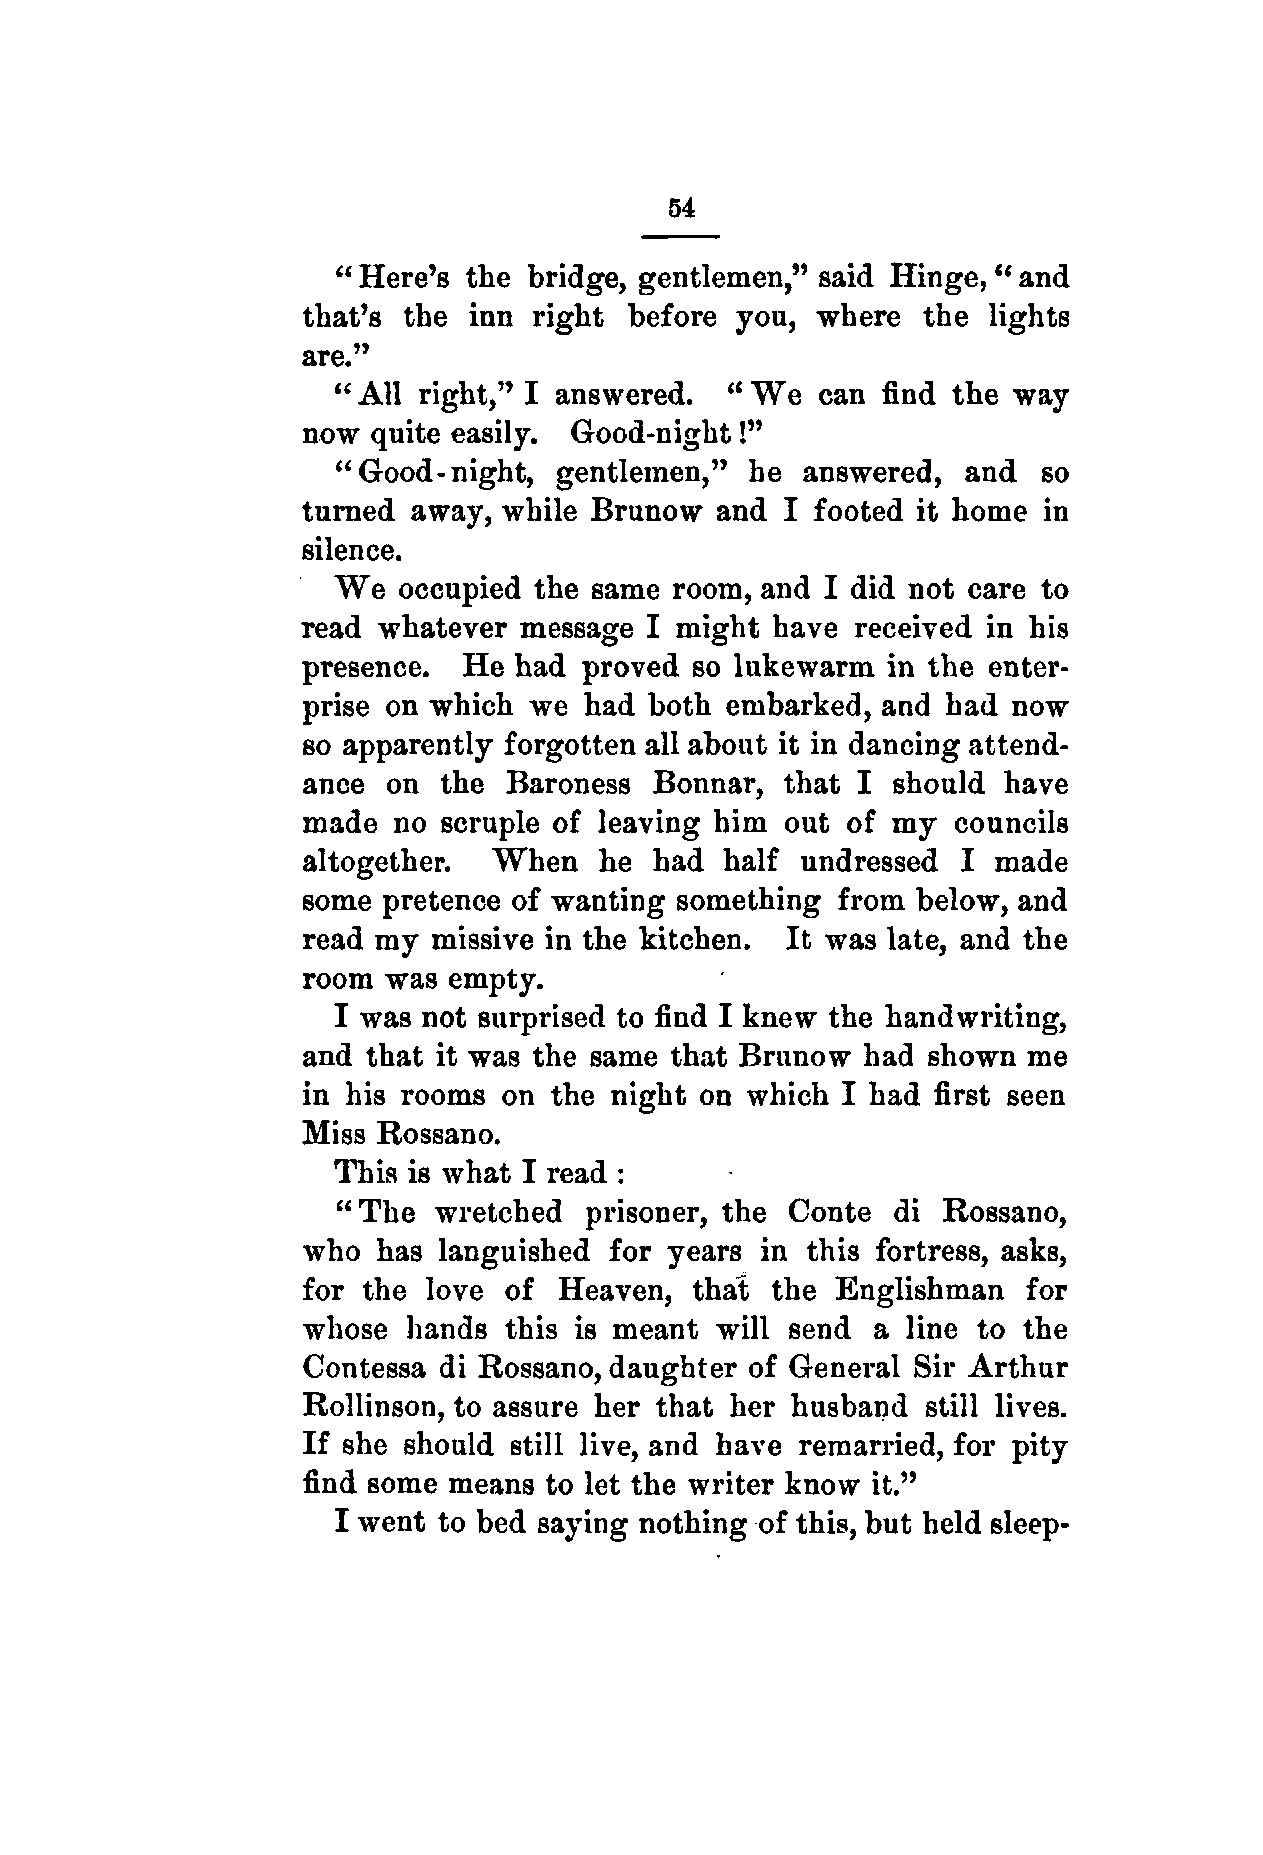 54
“Here’s the bridge, gentlemen,” said Hinge, “and
that’s the inn right before you, where the lights
are.”
“All right,” I answered. “We can find the way
now quite easily. Good-night!”
“Good-night, gentlemen,” he answered, and so
turned away, while Brunow and I footed it home in
silence.
We occupied the same room, and I did not care to
read whatever message I might have received in his
presence. He had proved so lukewarm in the enter-
prise on which we had both embarked, and had now
so apparently forgotten all about it in dancing attend-
ance on the Baroness Bonnar, that I should have
made no scruple of leaving him out of my councils
altogether. When he had half undressed I made
some pretence of wanting something from below, and
read my missive in the kitchen. It was late, and the
room was empty.
I was not surprised to find I knew the handwriting,
and that it was the same that Brunow had shown me
in his rooms on the night on which I had first seen
Miss Rossano.
This is what I read :
“The wretched prisoner, the Conte di Rossano,
who has languished for years in this fortress, asks,
for the love of Heaven, that the Englishman for
whose hands this is meant will send a line to the
Contessa di Rossano, daughter of General Sir Arthur
Rollinson, to assure her that her husband still lives.
If she should still live, and have remarried, for pity
find some means to let the writer know it.”
I went to bed saying nothing of this, but held sleep-